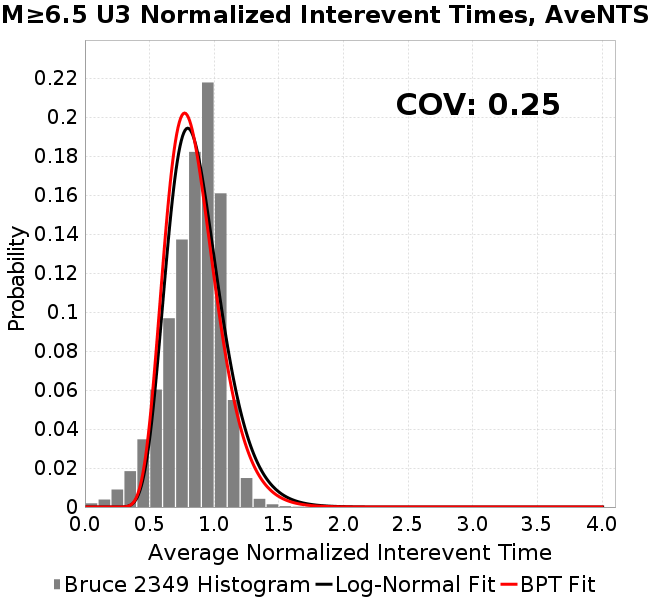 M≥6.5 U3 Normalized Interevent Times, AveNTS
COV: 0.25
Probability
0.22
0.2
0.18
0.16
0.14
0.12
0.1
0.08
0.06
0.04
0.02
0
0.0 0.5 1.0 1.5 2.0 2.5 3.0 3.5 4.0
Average Normalized Interevent Time
Bruce 2349 Histogram Log-Normal Fit BPT Fit